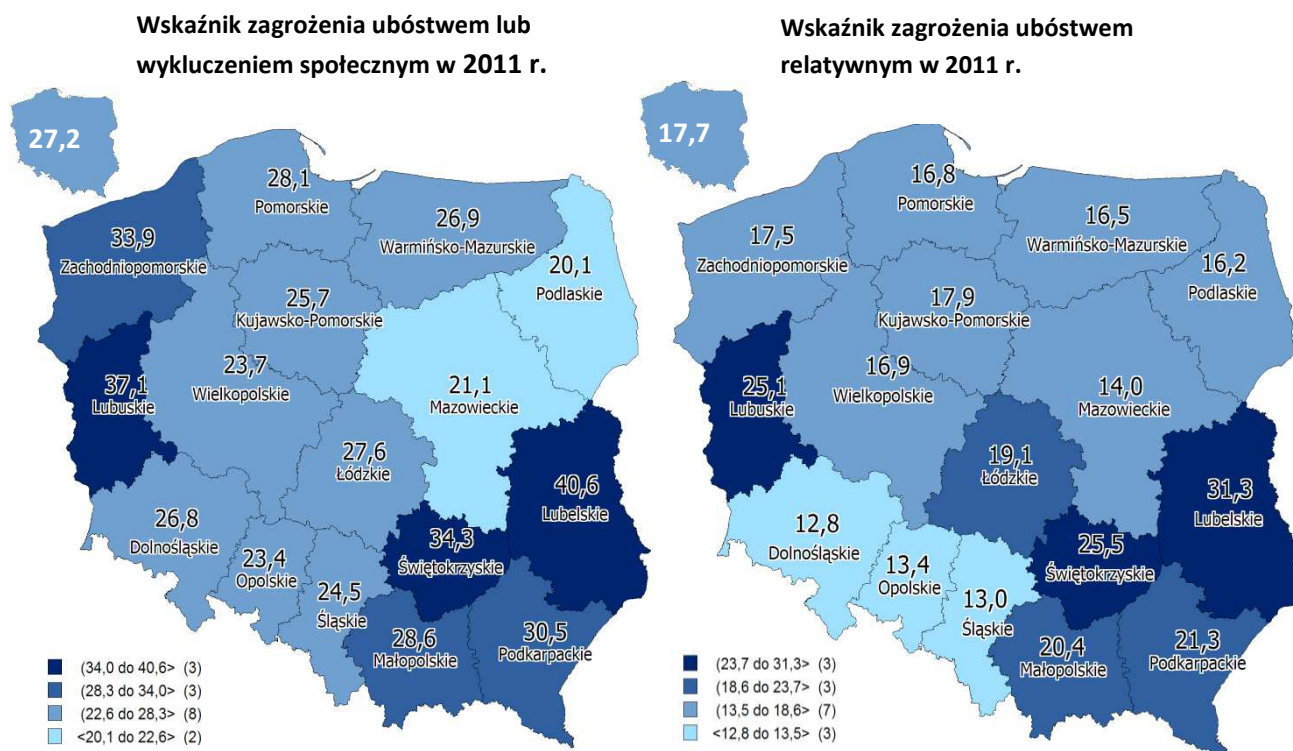 Wskaźnik zagrożenia ubóstwem lub
wykluczeniem społecznym w 2011 r.
27,2
28,1
Pomorskie
26,9
Warmińsko-Mazurskie
33,9
Zachodniopomorskie
20,1
Podlaskie
25,7
Kujawsko-Pomorskie
23,7
Wielkopolskie
21,1
Mazowieckie
37,1
Lubuskie
27,6
Łódzkie
40,6
Lubelskie
26,8
Dolnośląskie
34,3
Świętokrzyskie
23,4
Opolskie
24,5
Śląskie
28,6
Małopolskie
30,5
Podkarpackie
(34,0 do 40,6> (3)
(28,3 do 34,0> (3)
(22,6 do 28,3> (8)
<20,1 do 22,6> (2)
Wskaźnik zagrożenia ubóstwem
relatywnym w 2011 r.
17,7
16,8
Pomorskie
16,5
Warmińsko-Mazurskie
17,5
Zachodniopomorskie
16,2
Podlaskie
17,9
Kujawsko-Pomorskie
16,9
Wielkopolskie
14,0
Mazowieckie
25,1
Lubuskie
19,1
Łódzkie
31,3
Lubelskie
12,8
Dolnośląskie
25,5
Świętokrzyskie
13,4
Opolskie
13,0
Śląskie
20,4
Małopolskie
21,3
Podkarpackie
(23,7 do 31,3> (3)
(18,6 do 23,7> (3)
(13,5 do 18,6> (7)
<12,8 do 13,5> (3)